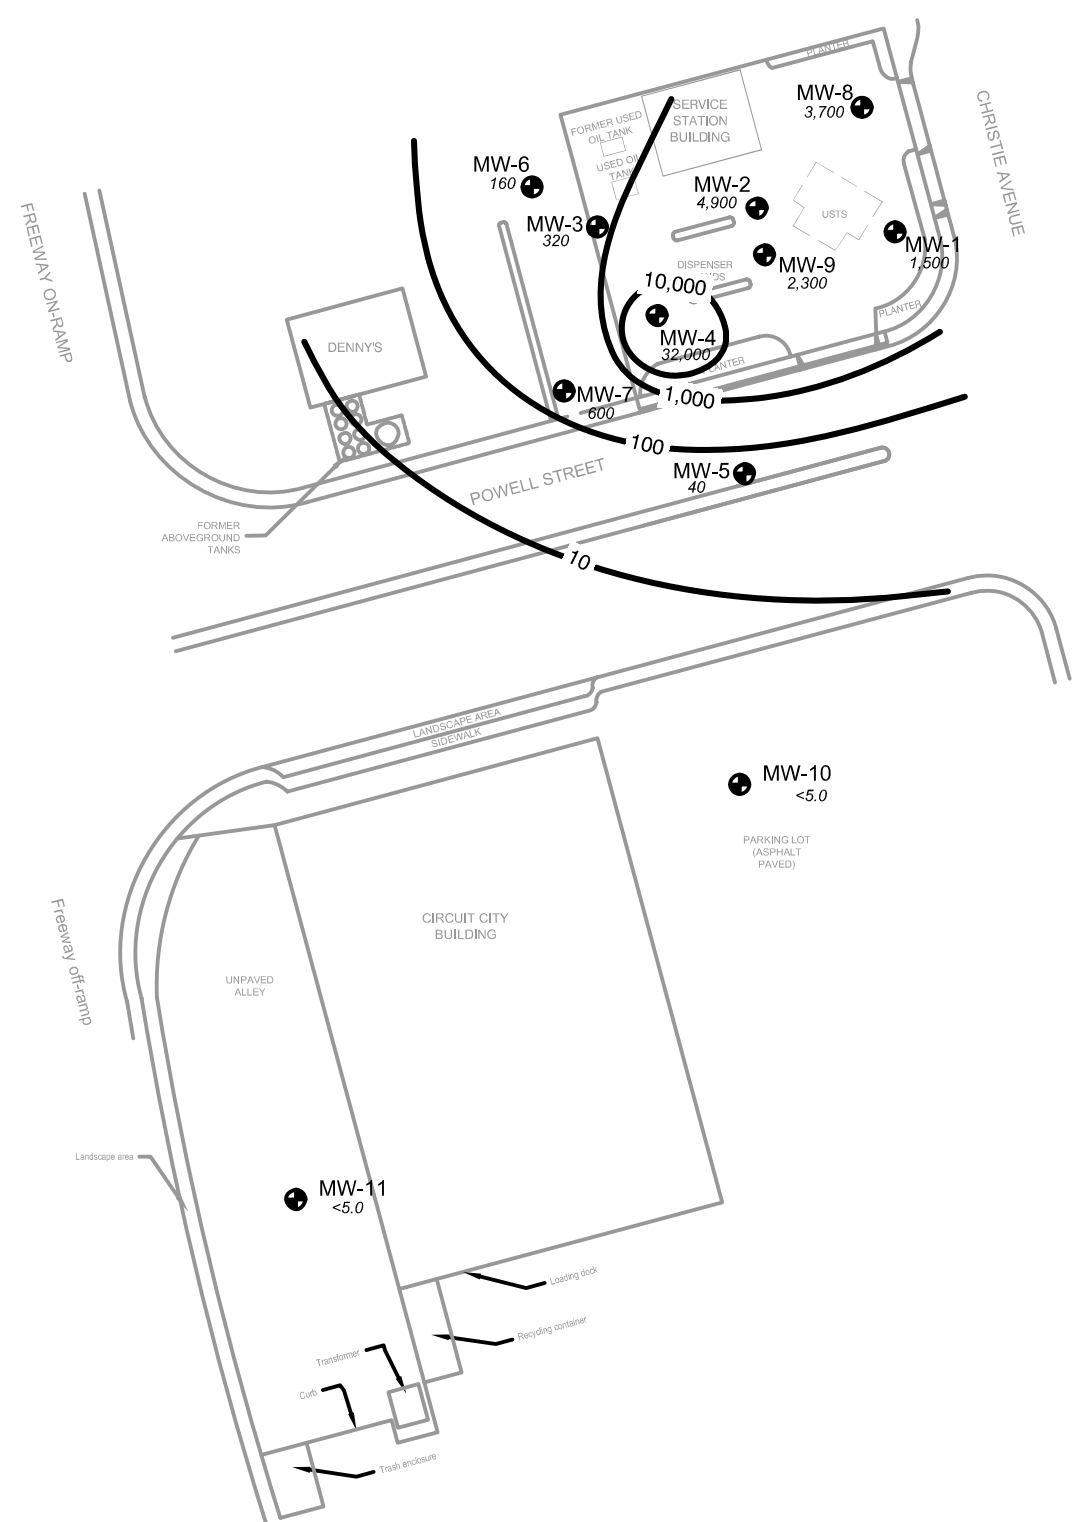 PLANTER
MW-8
3,700
SERVICE
STATION
BUILDING
FORMER USED
OIL TANK
USED OIL
TANK
CHRISTIE AVENUE
MW-6
160
MW-2
4,900
USTS
MW-3
320
MW-1
1,500
FREEWAY ON-RAMP
DISPENSER
MW-9
2,300
10,000
PLANTER
MW-4
32,000
DENNY'S
PLANTER
MW-7
600
1,000
100
POWELL STREET
MW-5
40
FORMER
ABOVEGROUND
TANKS
10
LANDSCAPE AREA
SIDEWALK
MW-10
<5.0
PARKING LOT
(ASPHALT
PAVED)
Freeway off-ramp
CIRCUIT CITY
BUILDING
UNPAVED
ALLEY
Landscape area
MW-11
<5.0
Loading dock
Recycling container
Transformer
Curb
Trash enclosure